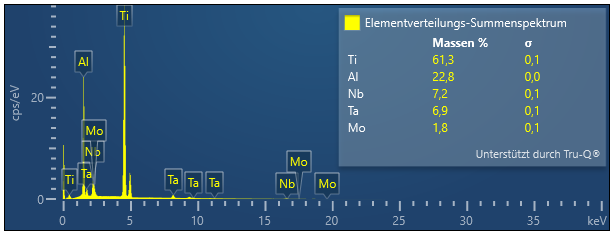 Elementverteilungs-Summenspektrum
Massen % σ
Ti 61,3 0,1
Al 22,8 0,0
Nb 7,2 0,1
Ta 6,9 0,1
Mo 1,8 0,1
Unterstützt durch Tru-Q®
cps/eV
20
0
Ti
Al
Mo
Nb
Ti
Ta
Ta
Ta
Ta
Mo
Nb
Mo
0 5 10 15 20 25 30 35 keV